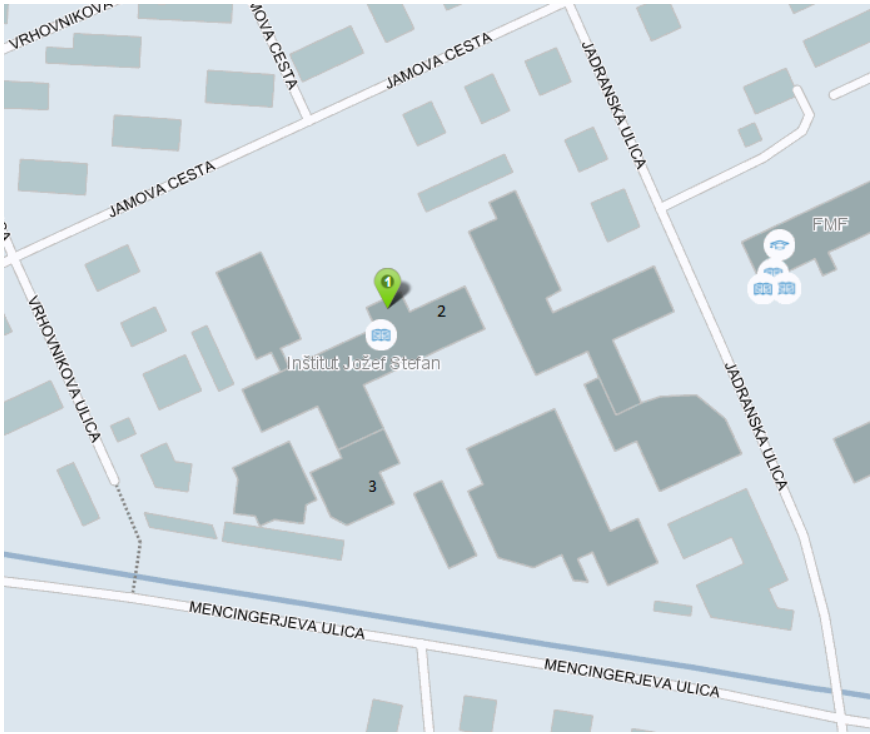 VRHOVNIKOVA
MOVA CESTA
JAMOVA CESTA
JADRANSKA ULICA
JAMOVA CESTA
FMF
1
2
VRHOVNIKOVA ULICA
Inštitut Jožef Stefan
JADRANSKA ULICA
3
MENCINGERJEVA ULICA
MENCINGERJEVA ULICA